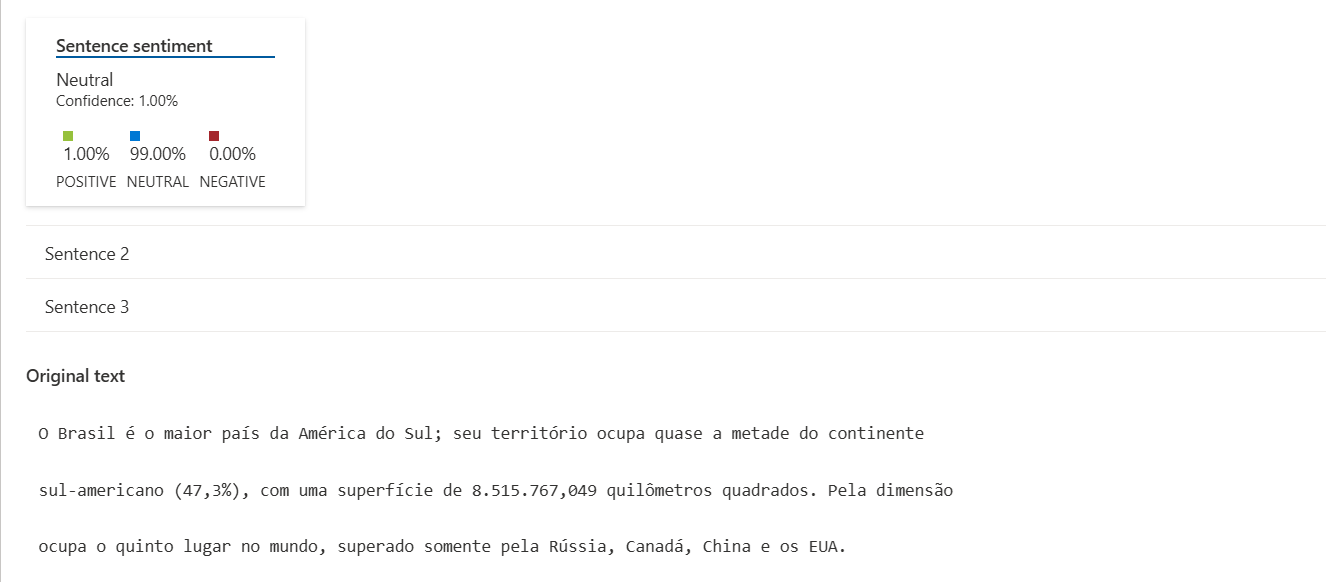 Sentence sentiment
Neutral
Confidence: 1.00%
1.00% 99.00% 0.00%
POSITIVE NEUTRAL NEGATIVE
Sentence 2
Sentence 3
Original text
O Brasil é o maior país da América do Sul; seu território ocupa quase a metade do continente
sul-americano (47,3%), com uma superfície de 8.515.767,049 quilômetros quadrados. Pela dimensão
ocupa o quinto lugar no mundo, superado somente pela Rússia, Canadá, China e os EUA.